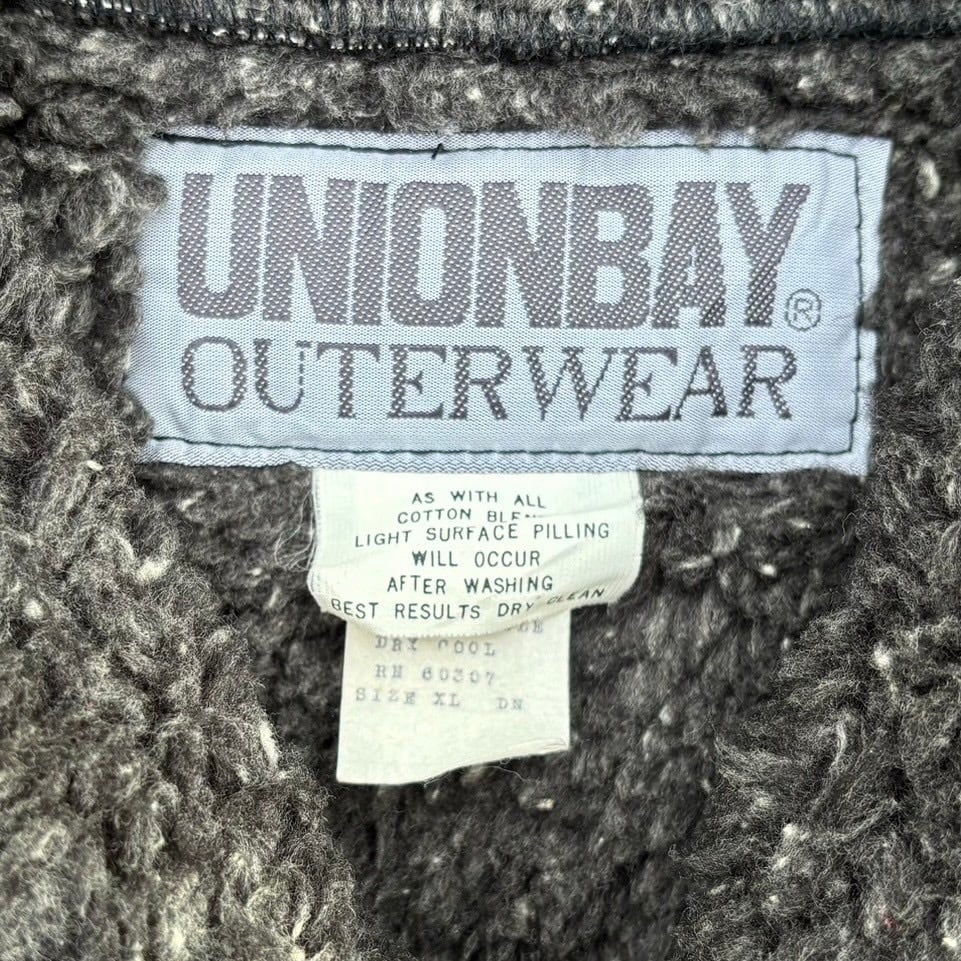 UNIONBAY®
OUTERWEAR
AS WITH ALL
COTTON
LIGHT SURFACE PILLING
WILL OCCUR
AFTER WASHING
BEST RESULTS DRY CLEAN
DRY COOL
RN 60307
SIZE XL DN